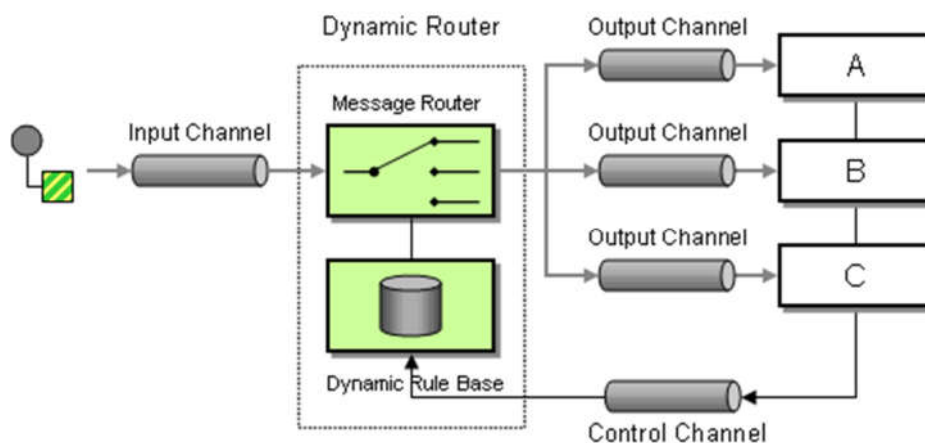 Dynamic Router
Output Channel
A
Message Router
Input Channel
Output Channel
B
Output Channel
C
Dynamic Rule Base
Control Channel